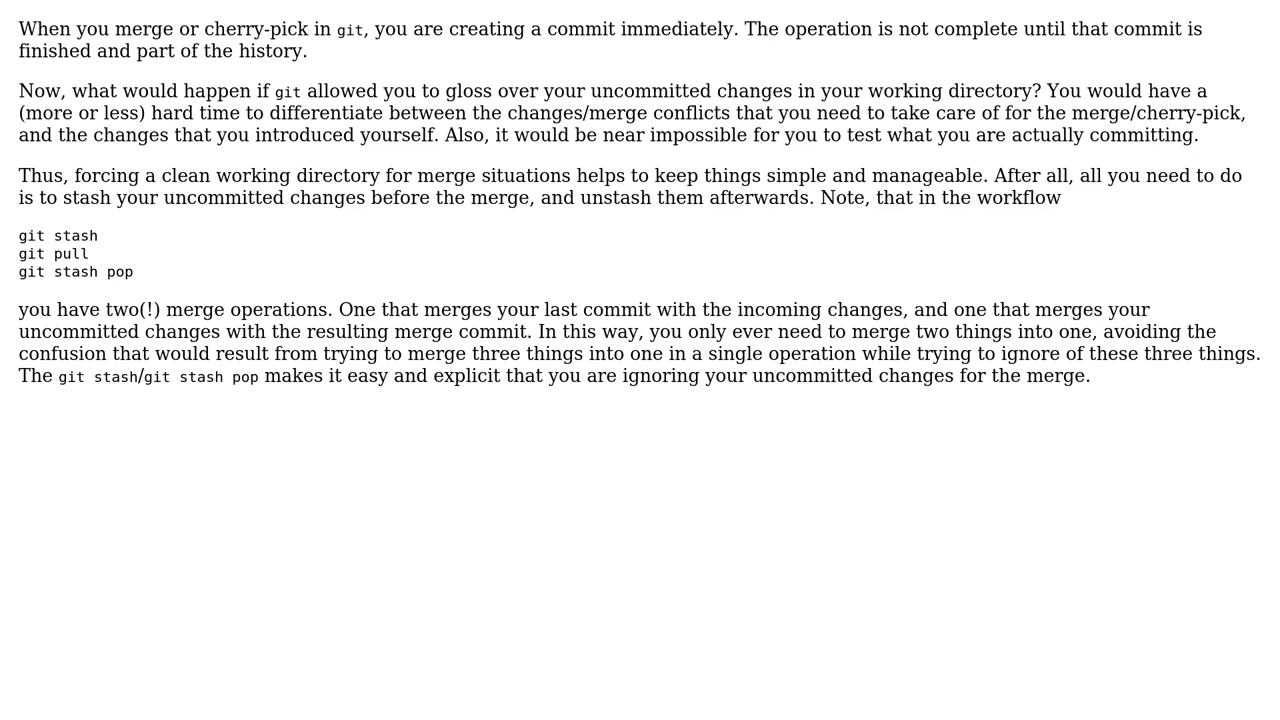 When you merge or cherry-pick in git, you are creating a commit immediately. The operation is not complete until that commit is
finished and part of the history.
Now, what would happen if git allowed you to gloss over your uncommitted changes in your working directory? You would have a
(more or less) hard time to differentiate between the changes/merge conflicts that you need to take care of for the merge/cherry-pick,
and the changes that you introduced yourself. Also, it would be near impossible for you to test what you are actually committing.
Thus, forcing a clean working directory for merge situations helps to keep things simple and manageable. After all, all you need to do
is to stash your uncommitted changes before the merge, and unstash them afterwards. Note, that in the workflow
git stash
git pull
git stash pop
you have two(!) merge operations. One that merges your last commit with the incoming changes, and one that merges your
uncommitted changes with the resulting merge commit. In this way, you only ever need to merge two things into one, avoiding the
confusion that would result from trying to merge three things into one in a single operation while trying to ignore of these three things.
The git stash/git stash pop makes it easy and explicit that you are ignoring your uncommitted changes for the merge.